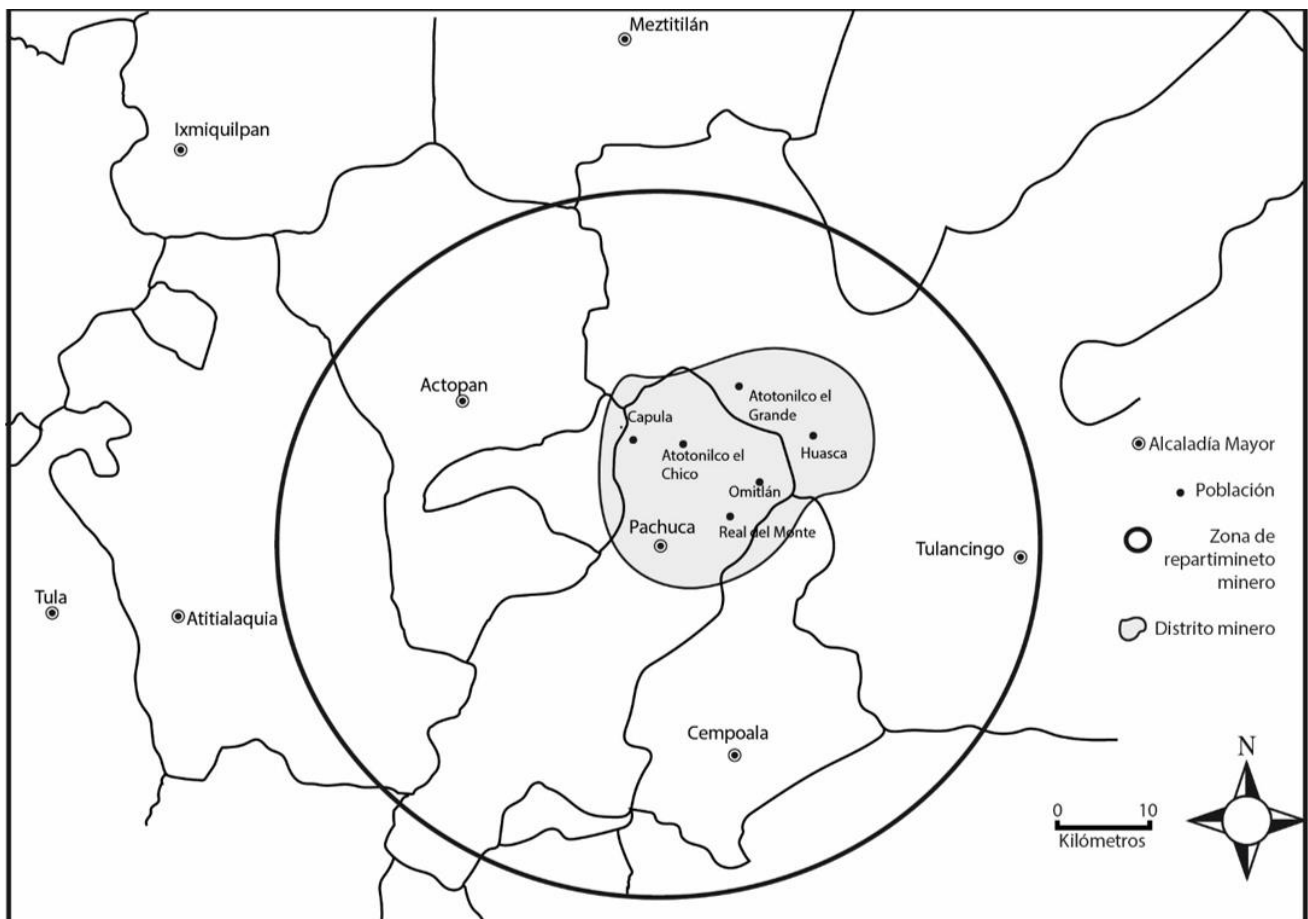 Meztitilán
Ixmiquilpan
Actopan
Atotonilco el
Grande
Capula
Huasca
Atotonilco el
Chico
Omitlán
Pachuca
Real del Monte
Tulancingo
Tula
Atitialaquia
Cempoala
Alcaladía Mayor
Población
Zona de
repartimineto
minero
Distrito minero
N
0 10
Kilómetros